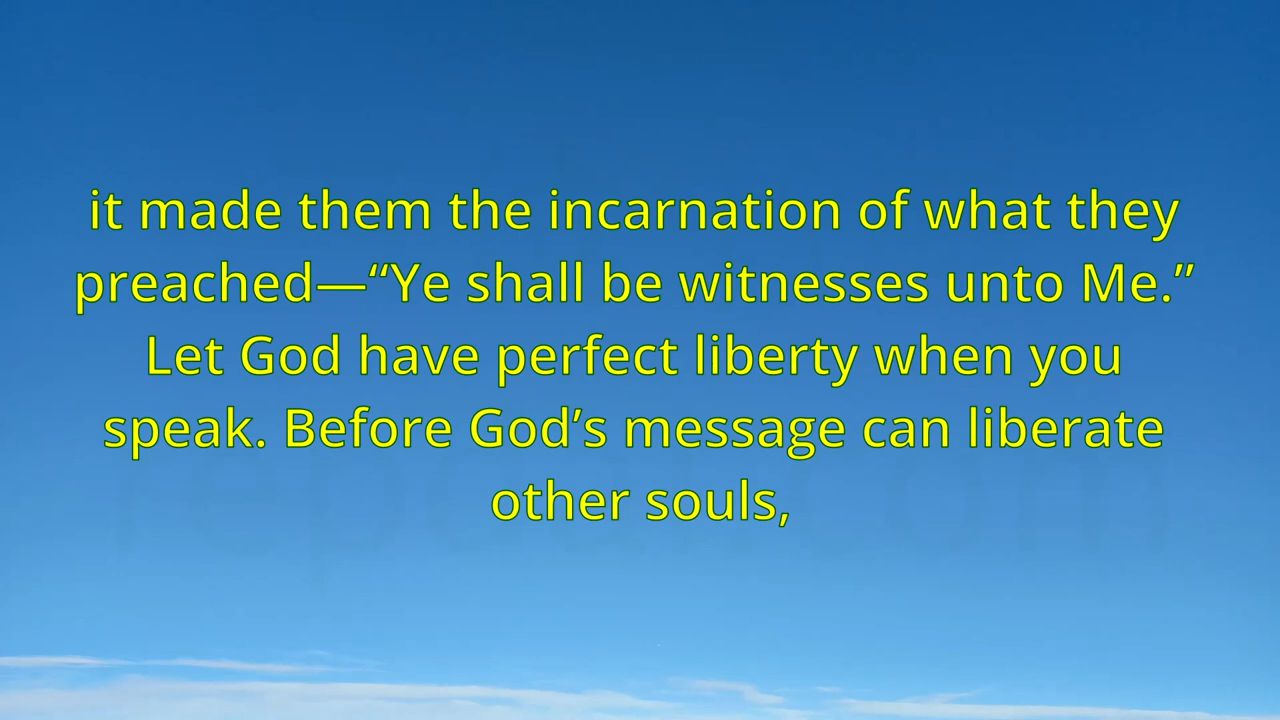 it made them the incarnation of what they
preached—“Ye shall be witnesses unto Me.”
Let God have perfect liberty when you
speak. Before God’s message can liberate
other souls,